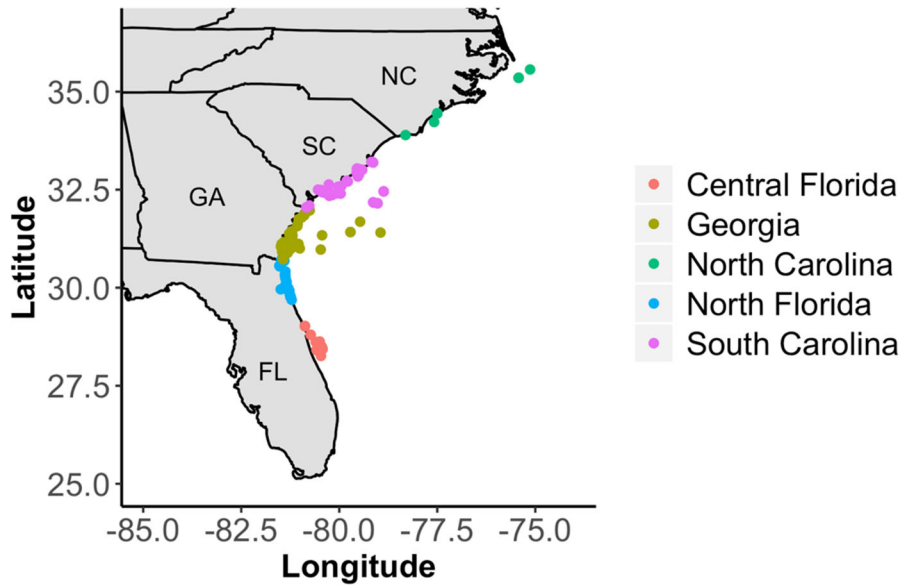 NC
35.0
SC
32.5
GA
Central Florida
Georgia
North Carolina
North Florida
South Carolina
Latitude
30.0
FL
27.5
25.0
-85.0 -82.5 -80.0 -77.5 -75.0
Longitude